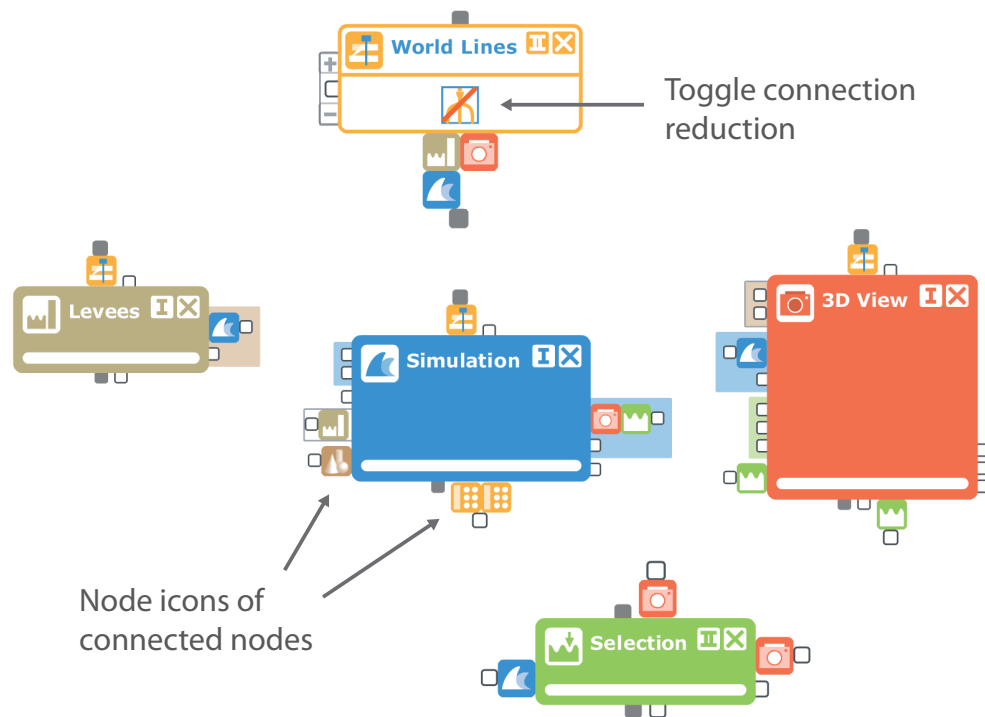 World Lines
Toggle connection
reduction
Levees
3D View
Simulation
Node icons of
connected nodes
Selection